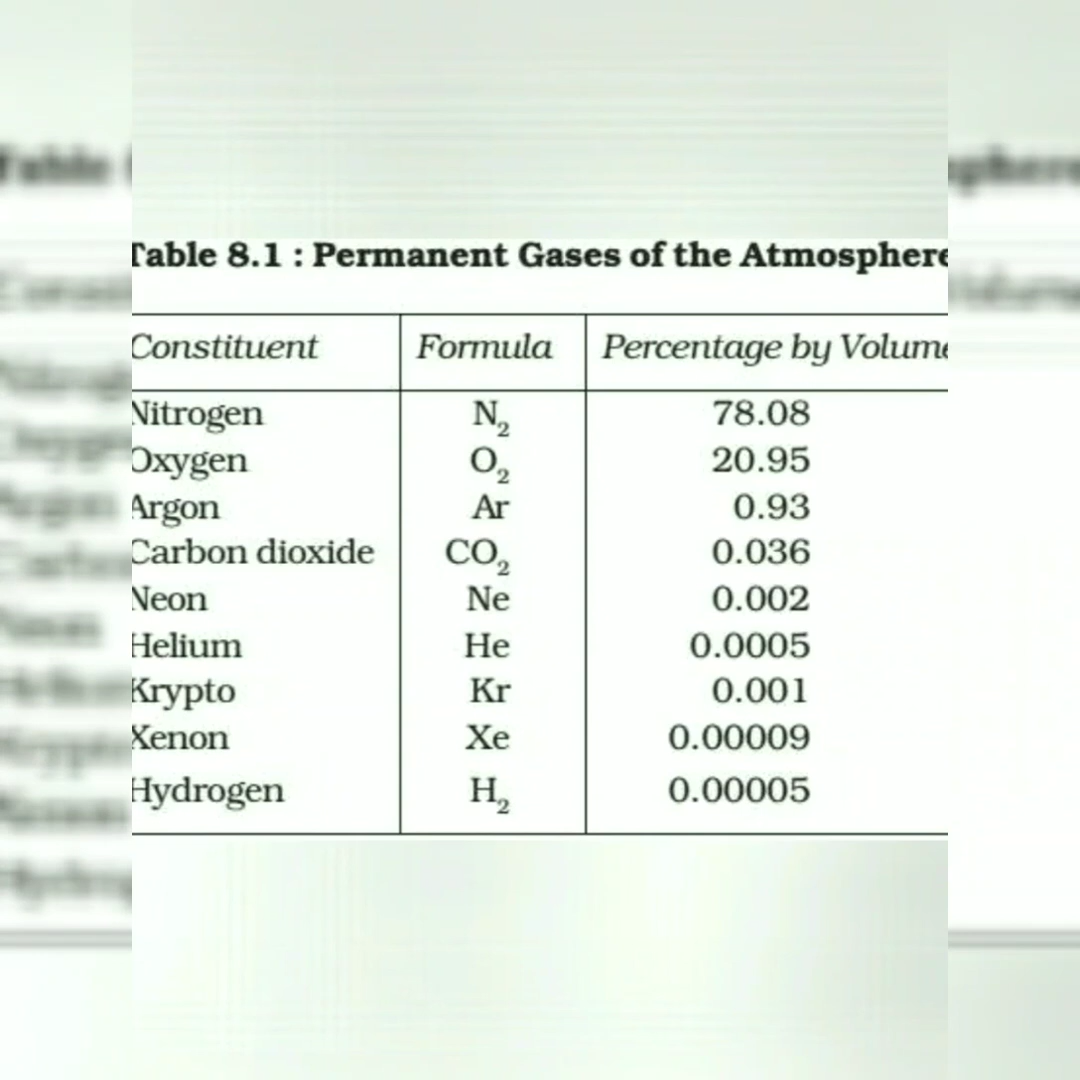 Table 8.1 : Permanent Gases of the Atmosphere
Constituent Formula Percentage by Volume
Nitrogen N₂ 78.08
Oxygen O₂ 20.95
Argon Ar 0.93
Carbon dioxide CO₂ 0.036
Neon Ne 0.002
Helium He 0.0005
Krypto Kr 0.001
Xenon Xe 0.00009
Hydrogen H₂ 0.00005